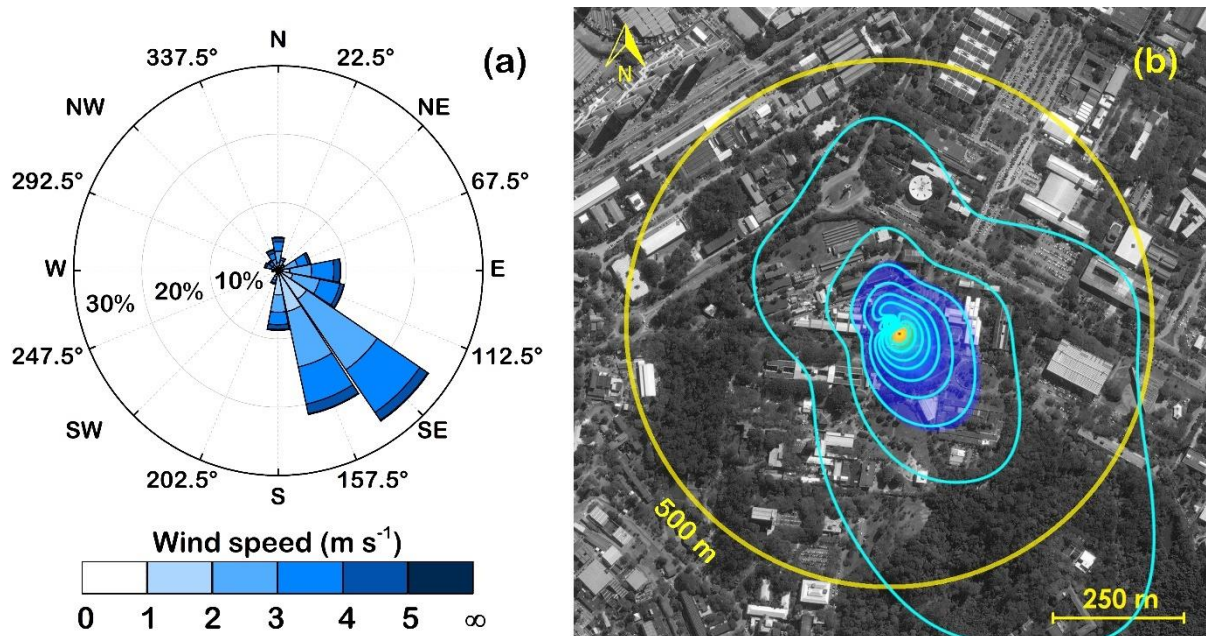 N
(a)
337.5°
22.5°
NW
NE
292.5°
67.5°
W
E
30%
20%
10%
247.5°
112.5°
SW
SE
202.5°
157.5°
S
Wind speed (m s⁻¹)
0 1 2 3 4 5 ∞
(b)
N
500 m
250 m